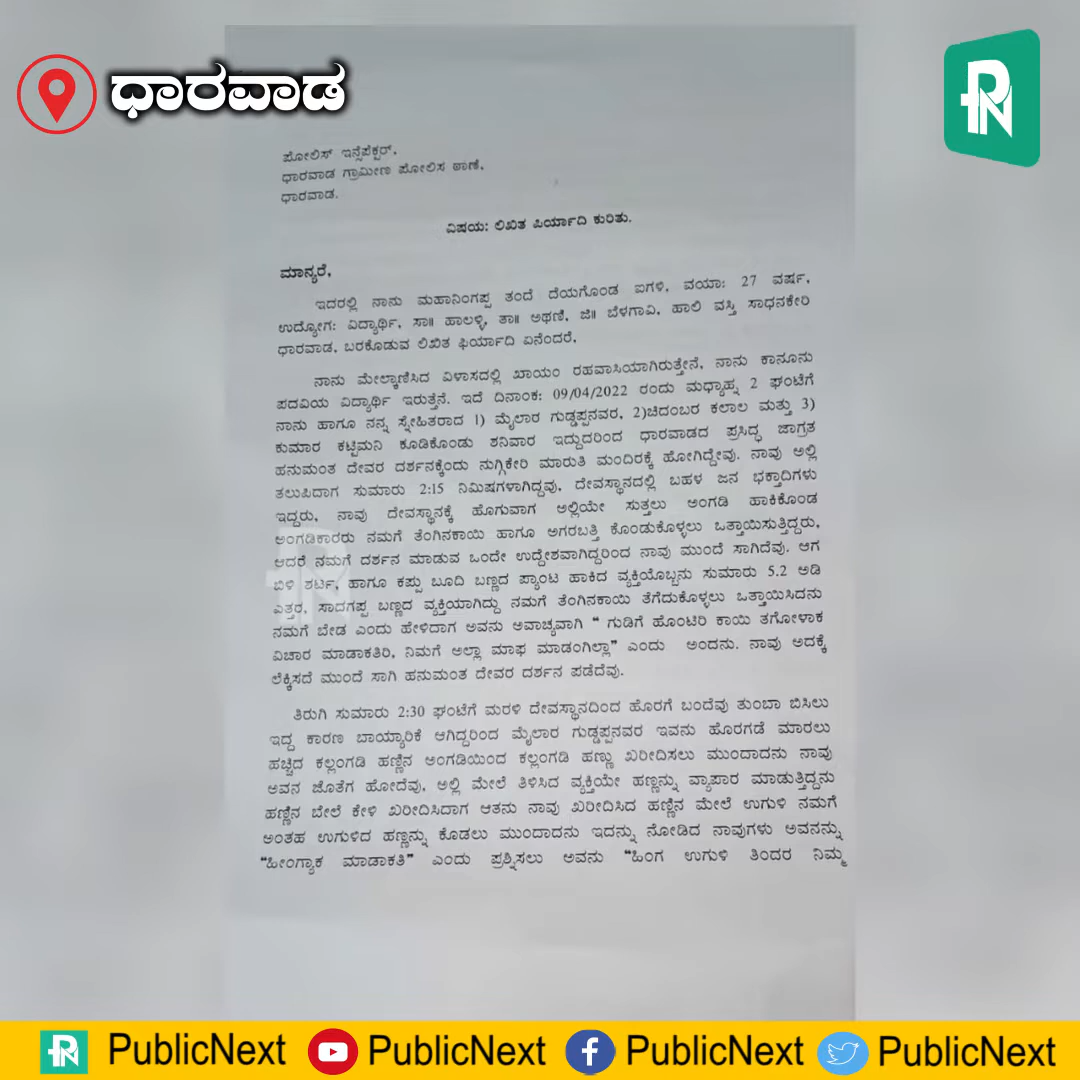 ಧಾರವಾಡ
PN
ಪೋಲಿಸ್ ಇನ್ಸೆಪೆಕ್ಟರ್,
ಧಾರವಾಡ ಗ್ರಾಮೀಣ ಪೋಲಿಸ ಠಾಣೆ,
ಧಾರವಾಡ.
ವಿಷಯ: ಲಿಖಿತ ಪಿರ್ಯಾದಿ ಕುರಿತು.
ಮಾನ್ಯರೆ,
ಇದರಲ್ಲಿ ನಾನು ಮಹಾನಿಂಗಪ್ಪ ತಂದೆ ದೆಯಗೊಂಡ ಐಗಳಿ, ವಯಾ: 27 ವರ್ಷ,
ಉದ್ಯೋಗ: ವಿದ್ಯಾರ್ಥಿ, ಸಾ॥ ಹಾಲಳ್ಳಿ, ತಾ॥ ಅಥಣಿ, ಜಿ॥ ಬೆಳಗಾವಿ, ಹಾಲಿ ವಸ್ತಿ ಸಾಧನಕೇರಿ
ಧಾರವಾಡ, ಬರಕೊಡುವ ಲಿಖಿತ ಫಿರ್ಯಾದಿ ಏನೆಂದರೆ,
ನಾನು ಮೇಲ್ಕಾಣಿಸಿದ ವಿಳಾಸದಲ್ಲಿ ಖಾಯಂ ರಹವಾಸಿಯಾಗಿರುತ್ತೇನೆ, ನಾನು ಕಾನೂನು
ಪದವಿಯ ವಿದ್ಯಾರ್ಥಿ ಇರುತ್ತೆನೆ. ಇದೆ ದಿನಾಂಕ: 09/04/2022 ರಂದು ಮಧ್ಯಾಹ್ನ 2 ಘಂಟೆಗೆ
ನಾನು ಹಾಗೂ ನನ್ನ ಸ್ನೇಹಿತರಾದ 1) ಮೈಲಾರ ಗುಡ್ಡಪ್ಪನವರ, 2)ಚಿದಂಬರ ಕಲಾಲ ಮತ್ತು 3)
ಕುಮಾರ ಕಟ್ಟಿಮನಿ ಕೂಡಿಕೊಂಡು ಶನಿವಾರ ಇದ್ದುದರಿಂದ ಧಾರವಾಡದ ಪ್ರಸಿದ್ಧ ಜಾಗ್ರತ
ಹನುಮಂತ ದೇವರ ದರ್ಶನಕ್ಕೆಂದು ನುಗ್ಗಿಕೇರಿ ಮಾರುತಿ ಮಂದಿರಕ್ಕೆ ಹೋಗಿದ್ದೇವು. ನಾವು ಅಲ್ಲಿ
ತಲುಪಿದಾಗ ಸುಮಾರು 2:15 ನಿಮಿಷಗಳಾಗಿದ್ದವು, ದೇವಸ್ಥಾನದಲ್ಲಿ ಬಹಳ ಜನ ಭಕ್ತಾದಿಗಳು
ಇದ್ದರು, ನಾವು ದೇವಸ್ಥಾನಕ್ಕೆ ಹೊಗುವಾಗ ಅಲ್ಲಿಯೇ ಸುತ್ತಲು ಅಂಗಡಿ ಹಾಕಿಕೊಂಡ
ಅಂಗಡಿಕಾರರು ನಮಗೆ ತೆಂಗಿನಕಾಯಿ ಹಾಗೂ ಅಗರಬತ್ತಿ ಕೊಂಡುಕೊಳ್ಳಲು ಒತ್ತಾಯಿಸುತ್ತಿದ್ದರು,
ಆದರೆ ನಮಗೆ ದರ್ಶನ ಮಾಡುವ ಒಂದೇ ಉದ್ದೇಶವಾಗಿದ್ದರಿಂದ ನಾವು ಮುಂದೆ ಸಾಗಿದೆವು. ಆಗ
ಬಿಳಿ ಶರ್ಟ, ಹಾಗೂ ಕಪ್ಪು ಬೂದಿ ಬಣ್ಣದ ಪ್ಯಾಂಟ ಹಾಕಿದ ವ್ಯಕ್ತಿಯೊಬ್ಬನು ಸುಮಾರು 5.2 ಅಡಿ
ಎತ್ತರ, ಸಾದಗಪ್ಪ ಬಣ್ಣದ ವ್ಯಕ್ತಿಯಾಗಿದ್ದು ನಮಗೆ ತೆಂಗಿನಕಾಯಿ ತೆಗೆದುಕೊಳ್ಳಲು ಒತ್ತಾಯಿಸಿದನು
ನಮಗೆ ಬೇಡ ಎಂದು ಹೇಳಿದಾಗ ಅವನು ಅವಾಚ್ಯವಾಗಿ “ ಗುಡಿಗೆ ಹೊಂಟಿರಿ ಕಾಯಿ ತಗೋಳಾಕ
ವಿಚಾರ ಮಾಡಾಕತಿರಿ, ನಿಮಗೆ ಅಲ್ಲಾ ಮಾಫ ಮಾಡಂಗಿಲ್ಲಾ” ಎಂದು ಅಂದನು. ನಾವು ಅದಕ್ಕೆ
ಲೆಕ್ಕಿಸದೆ ಮುಂದೆ ಸಾಗಿ ಹನುಮಂತ ದೇವರ ದರ್ಶನ ಪಡೆದೆವು.
ತಿರುಗಿ ಸುಮಾರು 2:30 ಘಂಟೆಗೆ ಮರಳಿ ದೇವಸ್ಥಾನದಿಂದ ಹೊರಗೆ ಬಂದೆವು ತುಂಬಾ ಬಿಸಿಲು
ಇದ್ದ ಕಾರಣ ಬಾಯ್ಯಾರಿಕೆ ಆಗಿದ್ದರಿಂದ ಮೈಲಾರ ಗುಡ್ಡಪ್ಪನವರ ಇವನು ಹೊರಗಡೆ ಮಾರಲು
ಹಚ್ಚಿದ ಕಲ್ಲಂಗಡಿ ಹಣ್ಣಿನ ಅಂಗಡಿಯಿಂದ ಕಲ್ಲಂಗಡಿ ಹಣ್ಣು ಖರೀದಿಸಲು ಮುಂದಾದನು ನಾವು
ಅವನ ಜೊತೆಗೆ ಹೋದೆವು, ಅಲ್ಲಿ ಮೇಲೆ ತಿಳಿಸಿದ ವ್ಯಕ್ತಿಯೇ ಹಣ್ಣನ್ನು ವ್ಯಾಪಾರ ಮಾಡುತ್ತಿದ್ದನು
ಹಣ್ಣಿನ ಬೇಲೆ ಕೇಳಿ ಖರೀದಿಸಿದಾಗ ಆತನು ನಾವು ಖರೀದಿಸಿದ ಹಣ್ಣಿನ ಮೇಲೆ ಉಗುಳಿ ನಮಗೆ
ಅಂತಹ ಉಗುಳಿದ ಹಣ್ಣನ್ನು ಕೊಡಲು ಮುಂದಾದನು ಇದನ್ನು ನೋಡಿದ ನಾವುಗಳು ಅವನನ್ನು
“ಹೀಂಗ್ಯಾಕ ಮಾಡಾಕತಿ” ಎಂದು ಪ್ರಶ್ನಿಸಲು ಅವನು “ಹಿಂಗ ಉಗುಳಿ ತಿಂದರ ನಿಮ್ಮ
PublicNext PublicNext PublicNext PublicNext